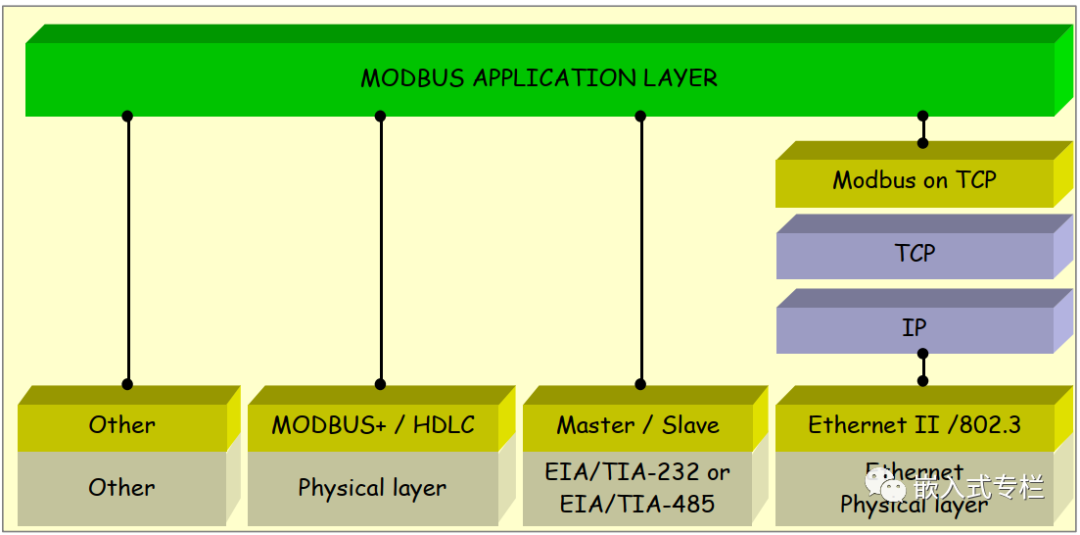 MODBUS APPLICATION LAYER
Modbus on TCP
TCP
IP
Other
MODBUS+ / HDLC
Master / Slave
Ethernet II /802.3
Other
Physical layer
EIA/TIA-232 or
EIA/TIA-485
Ethernet
Physical layer
嵌入式专栏